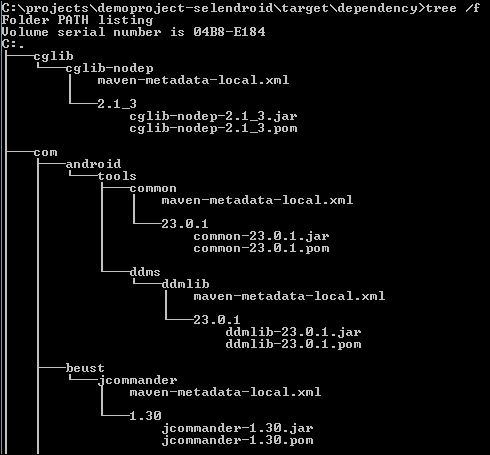 C:\projects\demoproject-selendroid\target\dependency>tree /f
Folder PATH listing
Volume serial number is 04B8-E184
C:.
├───cglib
│   └───cglib-nodep
│       │   maven-metadata-local.xml
│       │
│       └───2.1_3
│               cglib-nodep-2.1_3.jar
│               cglib-nodep-2.1_3.pom
│
├───com
│   ├───android
│   │   └───tools
│   │       ├───common
│   │       │   │   maven-metadata-local.xml
│   │       │   │
│   │       │   └───23.0.1
│   │       │           common-23.0.1.jar
│   │       │           common-23.0.1.pom
│   │       │
│   │       └───ddms
│   │           └───ddmlib
│   │               │   maven-metadata-local.xml
│   │               │
│   │               └───23.0.1
│   │                       ddmlib-23.0.1.jar
│   │                       ddmlib-23.0.1.pom
│   │
│   ├───beust
│   │   └───jcommander
│   │       │   maven-metadata-local.xml
│   │       │
│   │       └───1.30
│   │               jcommander-1.30.jar
│   │               jcommander-1.30.pom